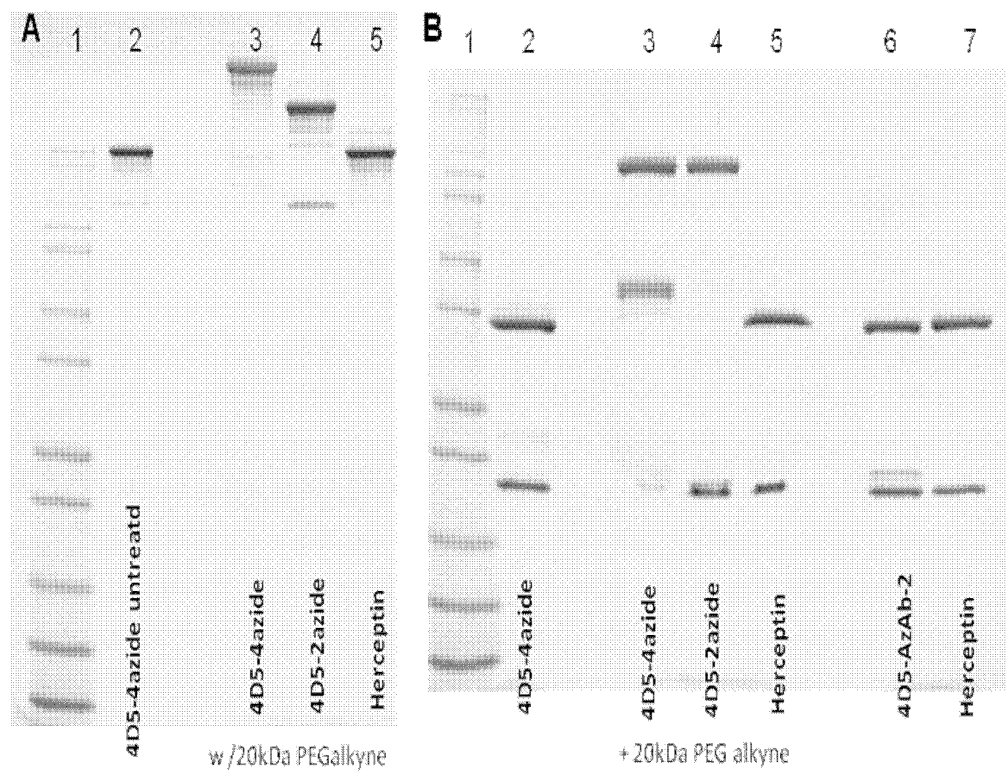 A 1 2 3 4 5
4D5-4azide untreatd
4D5-4azide
4D5-2azide
Herceptin
w/20kDa PEGalkyne
B 1 2 3 4 5 6 7
4D5-4azide
4D5-4azide
4D5-2azide
Herceptin
4D5-AzAb-2
Herceptin
+20kDa PEG alkyne